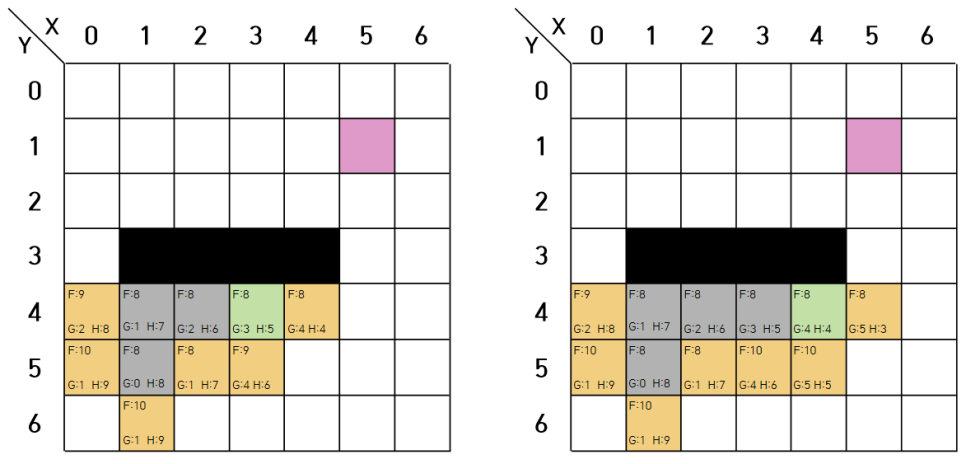 X 0 1 2 3 4 5 6
Y
0
1
2
3
F:9 F:8 F:8 F:8 F:8
4
G:2 H:8 G:1 H:7 G:2 H:6 G:3 H:5 G:4 H:4
F:10 F:8 F:8 F:9
5
G:1 H:9 G:0 H:8 G:1 H:7 G:4 H:6
F:10
6
G:1 H:9
X 0 1 2 3 4 5 6
Y
0
1
2
3
F:9 F:8 F:8 F:8 F:8 F:8
4
G:2 H:8 G:1 H:7 G:2 H:6 G:3 H:5 G:4 H:4 G:5 H:3
F:10 F:8 F:8 F:10 F:10
5
G:1 H:9 G:0 H:8 G:1 H:7 G:4 H:6 G:5 H:5
F:10
6
G:1 H:9